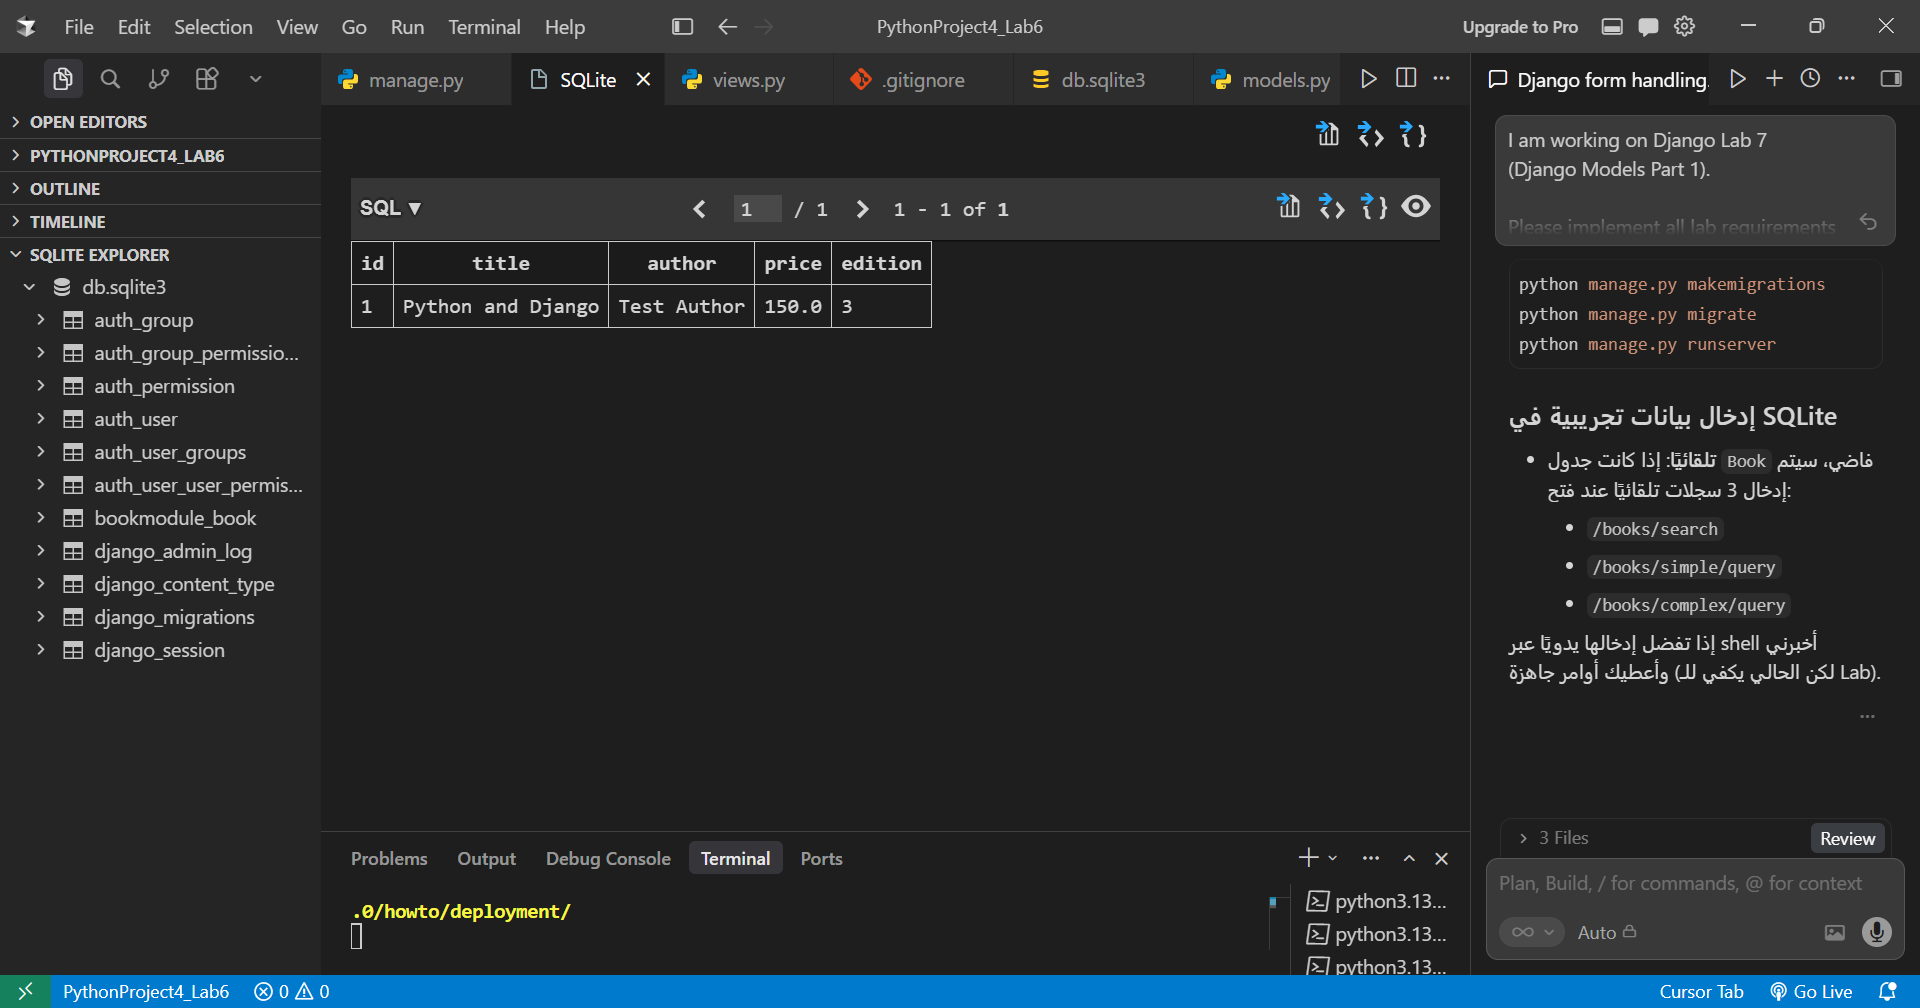 File Edit Selection View Go Run Terminal Help
PythonProject4_Lab6
Upgrade to Pro
manage.py
SQLite
views.py
.gitignore
db.sqlite3
models.py
Django form handling
OPEN EDITORS
PYTHONPROJECT4_LAB6
OUTLINE
TIMELINE
SQLITE EXPLORER
db.sqlite3
auth_group
auth_group_permissio...
auth_permission
auth_user
auth_user_groups
auth_user_user_permis...
bookmodule_book
django_admin_log
django_content_type
django_migrations
django_session
SQL ▼ 1 / 1 1 - 1 of 1
id title author price edition
1 Python and Django Test Author 150.0 3
Problems Output Debug Console Terminal Ports
.0/howto/deployment/
python3.13...
python3.13...
python3.13...
I am working on Django Lab 7
(Django Models Part 1).
Please implement all lab requirements
python manage.py makemigrations
python manage.py migrate
python manage.py runserver
إدخال بيانات تجريبية في SQLite
تلقائيًا: إذا كانت جدول Book فاضي، سيتم
إدخال 3 سجلات تلقائيًا عند فتح:
/books/search
/books/simple/query
/books/complex/query
إذا تفضل إدخالها يدويًا عبر shell أخبرني
وأعطيك أوامر جاهزة (لكن الحالي يكفي للـ Lab).
3 Files
Review
Plan, Build, / for commands, @ for context
Auto
PythonProject4_Lab6 0 0
Cursor Tab Go Live